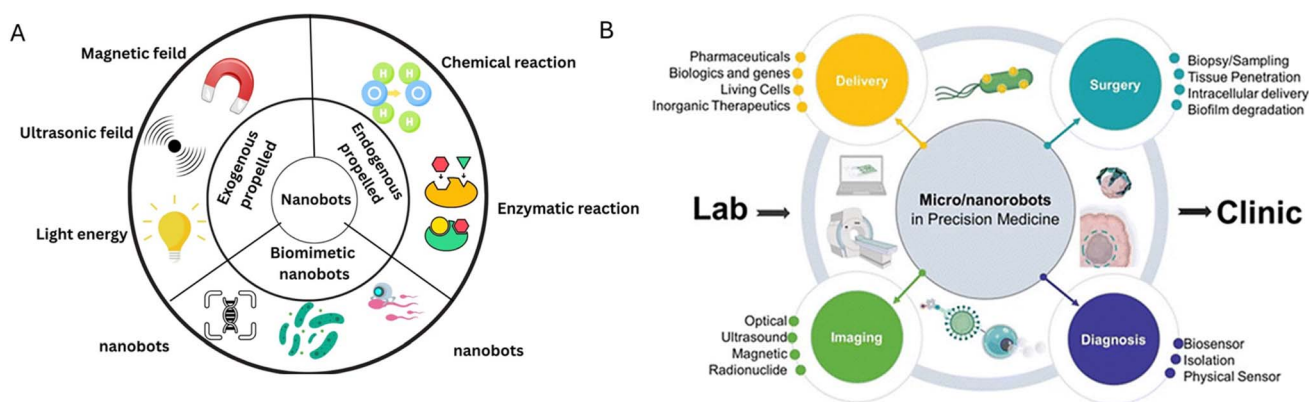 A
Magnetic feild
Ultrasonic feild
Light energy
nanobots
Chemical reaction
Enzymatic reaction
nanobots
Exogenous
propelled
Endogenous
propelled
Nanobots
Biomimetic
nanobots
H
H
O
O
H
H
B
Pharmaceuticals
Biologics and genes
Living Cells
Inorganic Therapeutics
Delivery
Surgery
Biopsy/Sampling
Tissue Penetration
Intracellular delivery
Biofilm degradation
Lab
Micro/nanorobots
in Precision Medicine
Clinic
Optical
Ultrasound
Magnetic
Radionuclide
Imaging
Diagnosis
Biosensor
Isolation
Physical Sensor